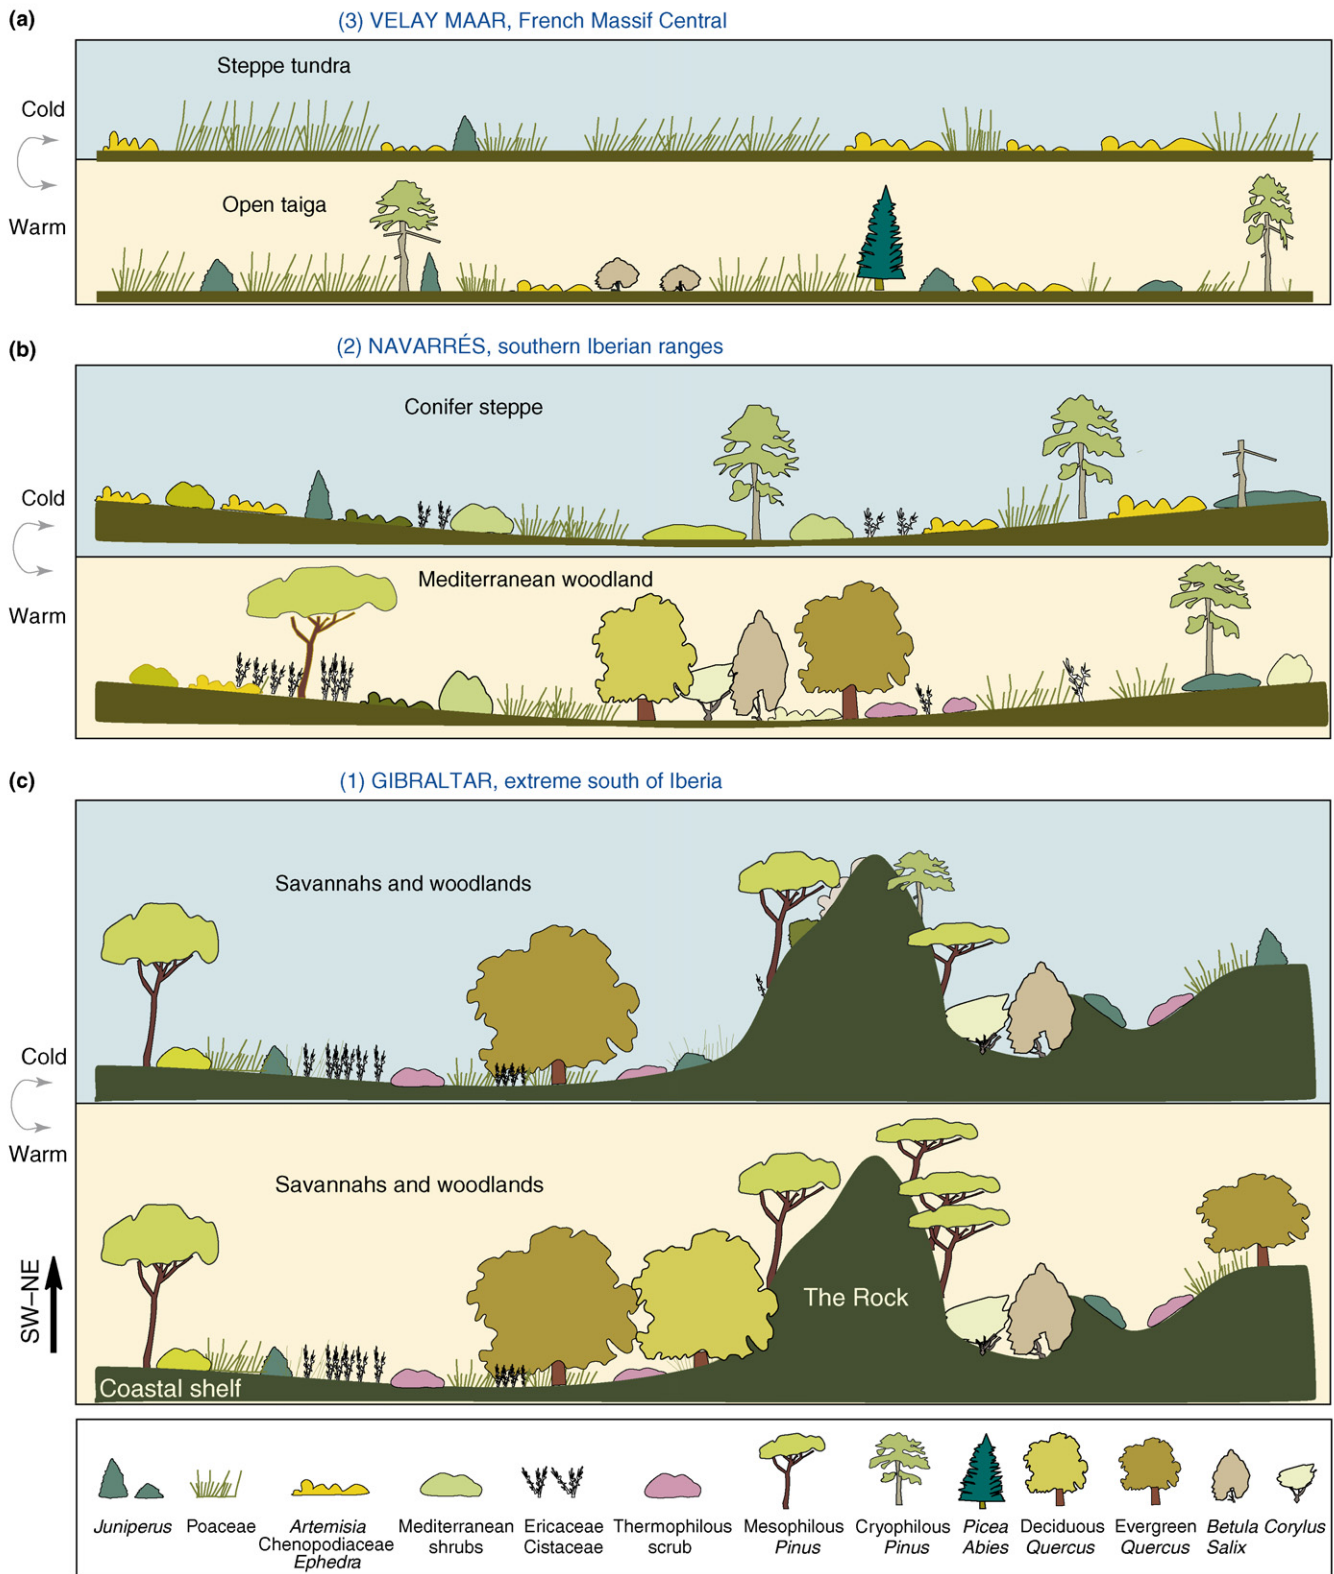 (a)
(3) VELAY MAAR, French Massif Central
Steppe tundra
Cold
Open taiga
Warm
(b)
(2) NAVARRÉS, southern Iberian ranges
Conifer steppe
Cold
Mediterranean woodland
Warm
(c)
(1) GIBRALTAR, extreme south of Iberia
Savannahs and woodlands
Cold
Warm
Savannahs and woodlands
SW–NE
The Rock
Coastal shelf
Juniperus
Poaceae
Artemisia
Chenopodiaceae
Ephedra
Mediterranean
shrubs
Ericaceae
Cistaceae
Thermophilous
scrub
Mesophilous
Pinus
Cryophilous
Pinus
Picea
Abies
Deciduous
Quercus
Evergreen
Quercus
Betula
Salix
Corylus